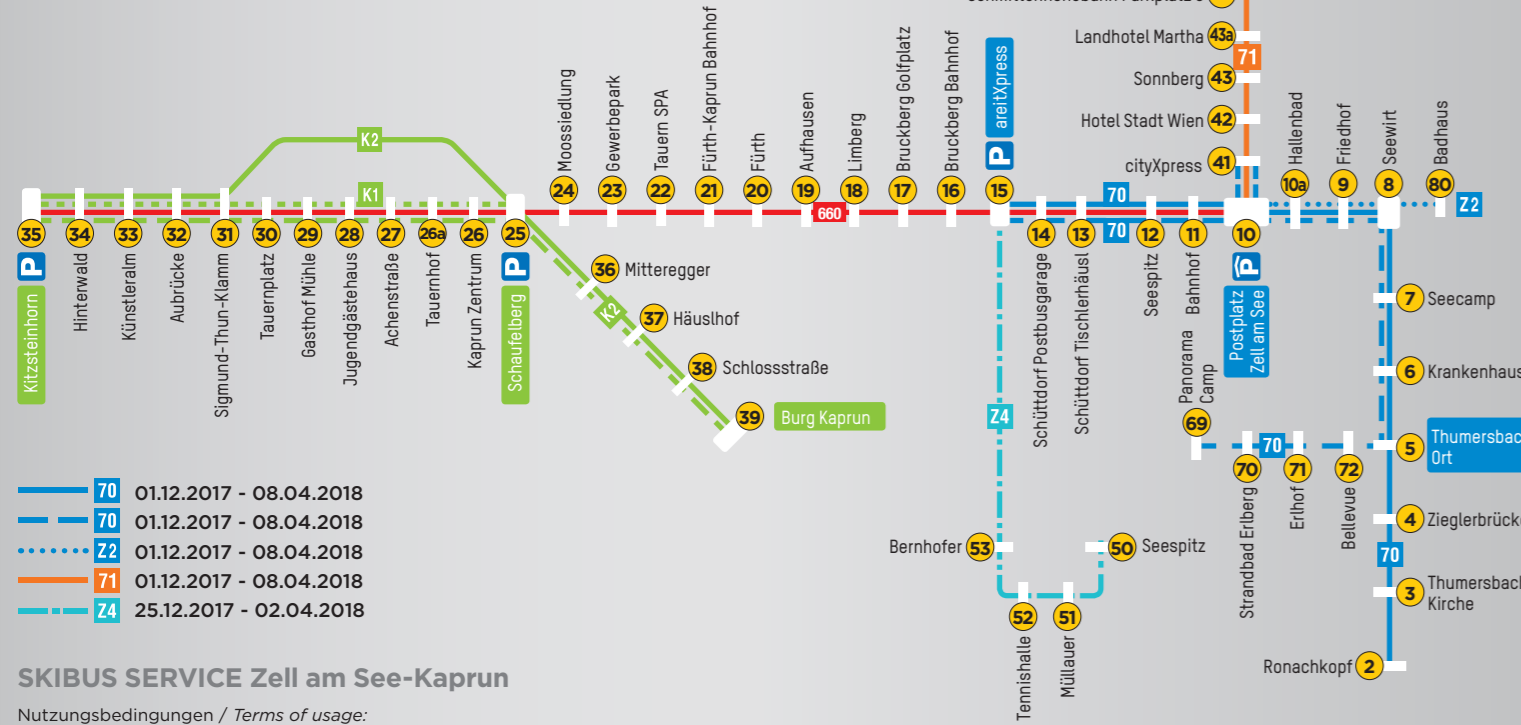 Landhotel Martha 43a
71
Sonnberg 43
Hotel Stadt Wien 42
cityXpress 41
K2
K1
35
P
Kitzsteinhorn
34
Hinterwald
33
Künstleralm
32
Aubrücke
31
Sigmund-Thun-Klamm
30
Tauernplatz
29
Gasthof Mühle
28
Jugendgästehaus
27
Achenstraße
26a
Tauernhof
26
Kaprun Zentrum
25
P
Schaufelberg
Moossiedlung
24
Gewerbepark
23
Tauern SPA
22
Fürth-Kaprun Bahnhof
21
Fürth
20
Aufhausen
19
660
Limberg
18
Bruckberg Golfplatz
17
Bruckberg Bahnhof
16
areitXpress
P
15
70
70
14
Schüttdorf Postbusgarage
13
Schüttdorf Tischlerhäusl
12
Seespitz
11
Bahnhof
10
P
Postplatz
Zell am See
Hallenbad
10a
Friedhof
9
Seewirt
8
Badhaus
80
Z2
36 Mitteregger
K2
37 Häuslhof
38 Schlossstraße
39 Burg Kaprun
7 Seecamp
6 Krankenhaus
5
Ort
4
3
Kirche
70
Ronachkopf 2
Panorama
Camp
69
70
70
Strandbad Erlberg
71
Erlhof
72
Bellevue
Z4
Bernhofer 53
50 Seespitz
52
Tennishalle
51
Müllauer
70 01.12.2017 - 08.04.2018
70 01.12.2017 - 08.04.2018
Z2 01.12.2017 - 08.04.2018
71 01.12.2017 - 08.04.2018
Z4 25.12.2017 - 02.04.2018
SKIBUS SERVICE Zell am See-Kaprun
Nutzungsbedingungen / Terms of usage: